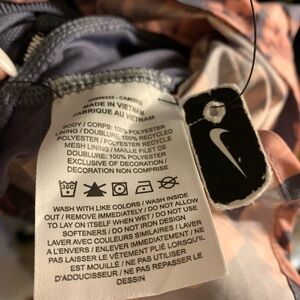 MADE IN VIETNAM
FABRIQUE AU VIETNAM
BODY / CORPS: 100% POLYESTER
LINING / DOUBLURE: 100% POLYESTER
POLYESTER / POLYESTER RECYCLED
MESH LINING / MAILLE FILET DE
DOUBLURE: 100% POLYESTER
EXCLUSIVE OF DECORATION /
DECORATION NON COMPRISE
30C
WASH WITH LIKE COLORS / WASH INSIDE
OUT / REMOVE IMMEDIATELY / DO NOT ALLOW
TO LAY ON ITSELF WHEN WET / DO NOT USE
SOFTENERS / DO NOT IRON DESIGN
LAVER AVEC COULEURS SIMILAIRES / LAVER
À L'ENVERS / ENLEVER IMMÉDIATEMENT / NE
PAS LAISSER LE VÊTEMENT PLIÉ LORSQU'IL
EST MOUILLÉ / NE PAS UTILISER
D'ADOUCISSEUR / NE PAS REPASSER LE
DESSIN